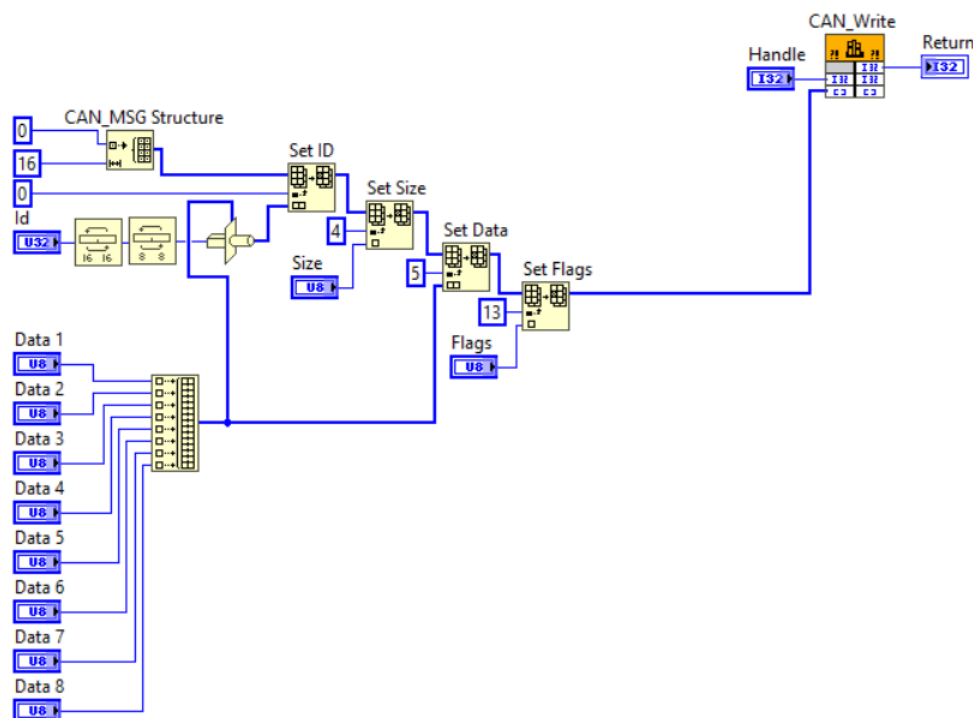 CAN_Write
Handle
Return
I32
I32
I32
I32
I32
CAN_MSG Structure
0
16
0
Set ID
Id
U32
16 16
8 8
Set Size
4
Size
U8
Set Data
5
Set Flags
13
Flags
U8
Data 1
U8
Data 2
U8
Data 3
U8
Data 4
U8
Data 5
U8
Data 6
U8
Data 7
U8
Data 8
U8